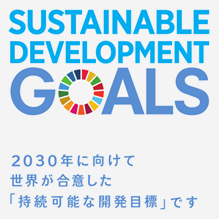 SUSTAINABLE
DEVELOPMENT
GOALS
2030年に向けて
世界が合意した
「持続可能な開発目標」です